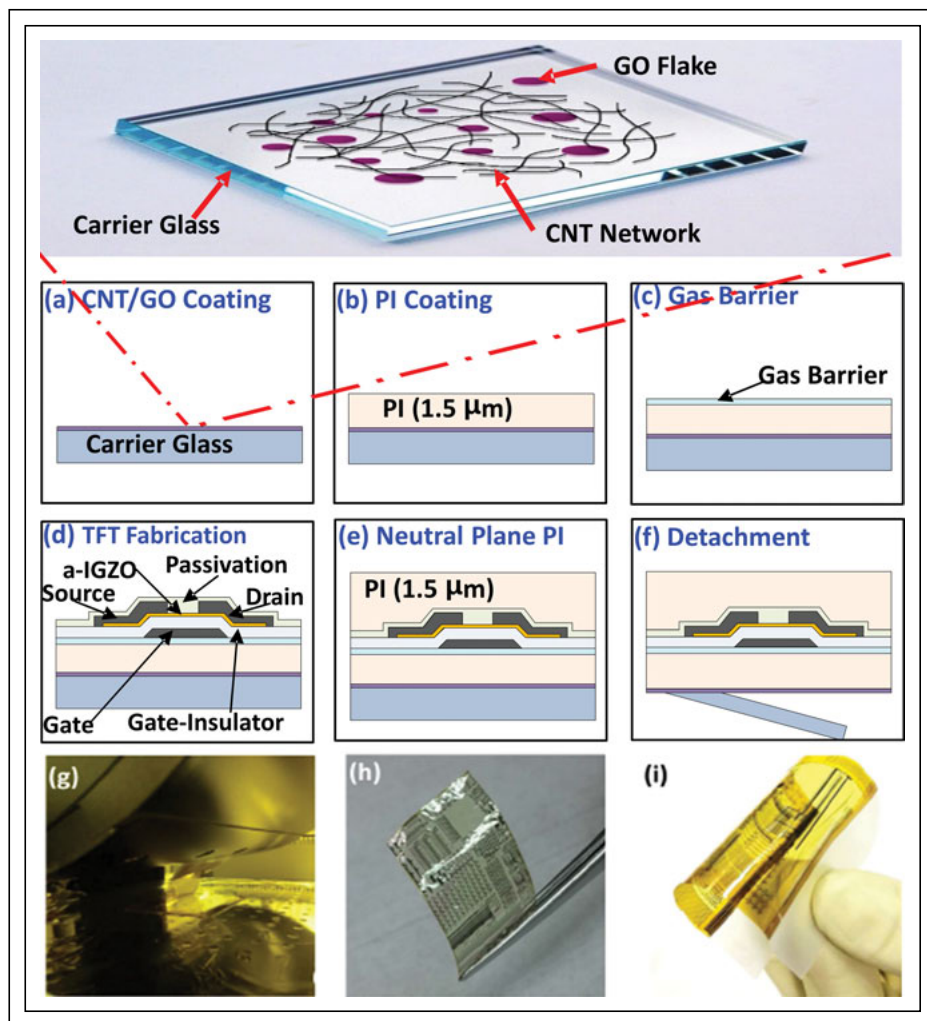 GO Flake
Carrier Glass
CNT Network
(a) CNT/GO Coating
Carrier Glass
(b) PI Coating
PI (1.5 μm)
(c) Gas Barrier
Gas Barrier
(d) TFT Fabrication
a-IGZO
Passivation
Source
Drain
Gate
Gate-Insulator
(e) Neutral Plane PI
PI (1.5 μm)
(f) Detachment
(g)
(h)
(i)